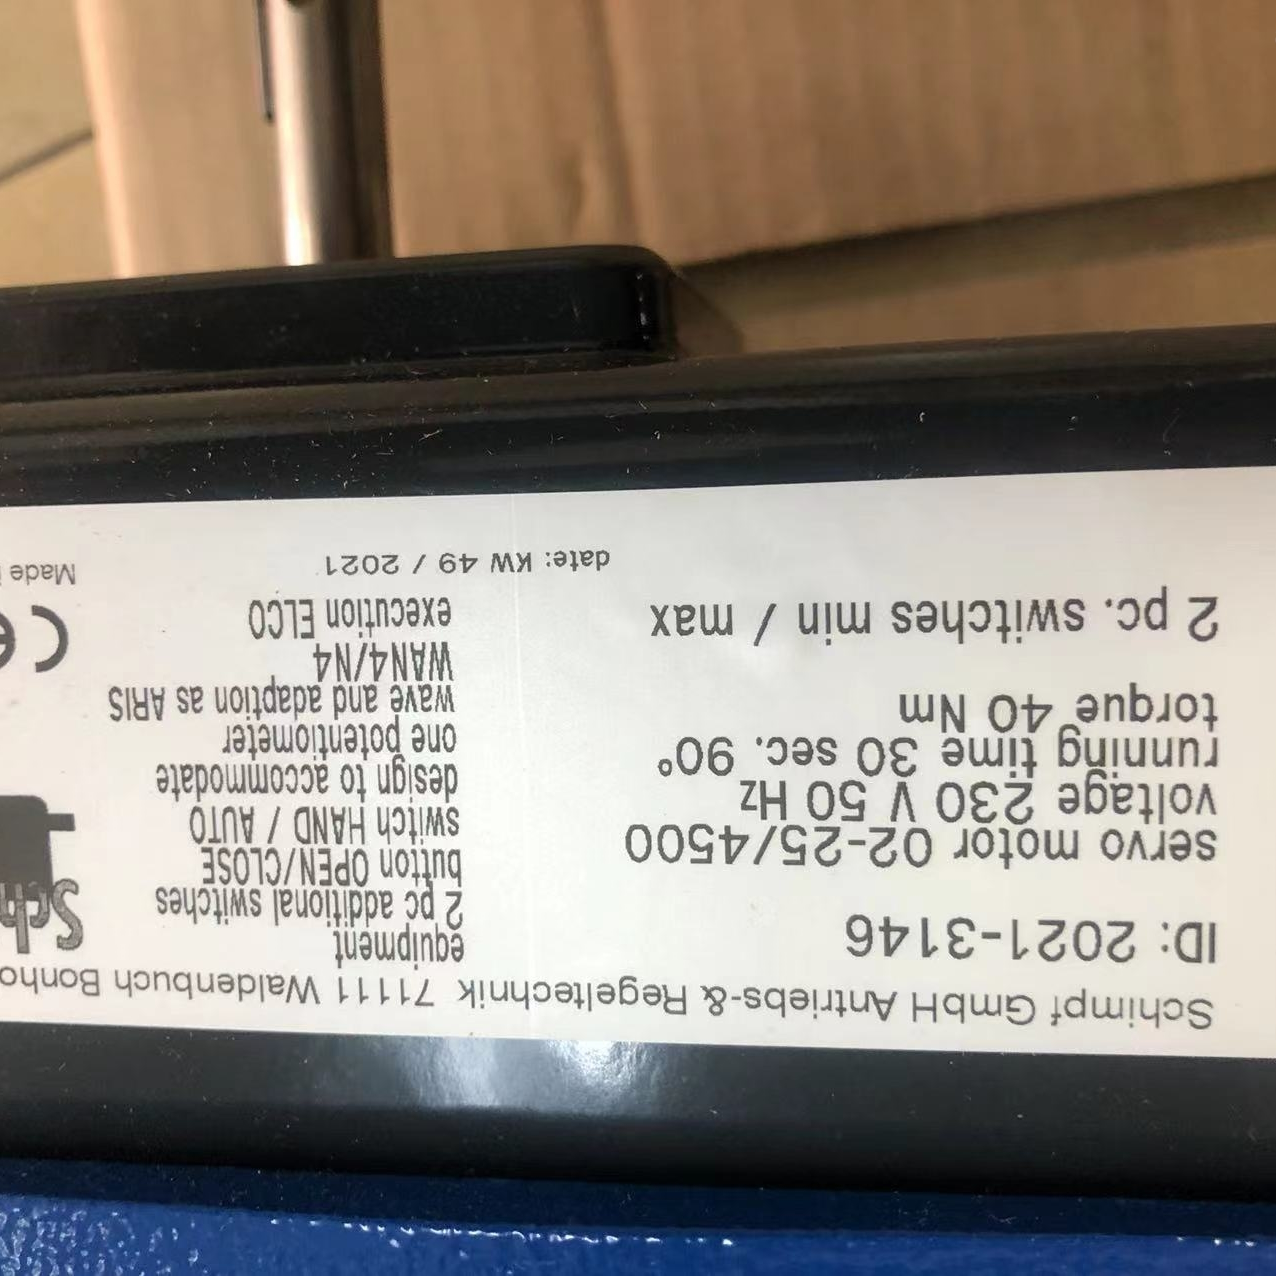 Schimpf GmbH Antriebs-& Regeltechnik 71111 Waldenbuch Bonho
ID: 2021-3146
servo motor 02-25/4500
voltage 230 V 50 Hz
running time 30 sec. 90°
torque 40 Nm
2 pc. switches min / max
date: KW 49 / 2021
equipment
2 pc additional switches
button OPEN/CLOSE
switch HAND / AUTO
design to accommodate
one potentiometer
wave and adaption as ARIS
WAN4/N4
execution ELCO
Sch
CE
Made